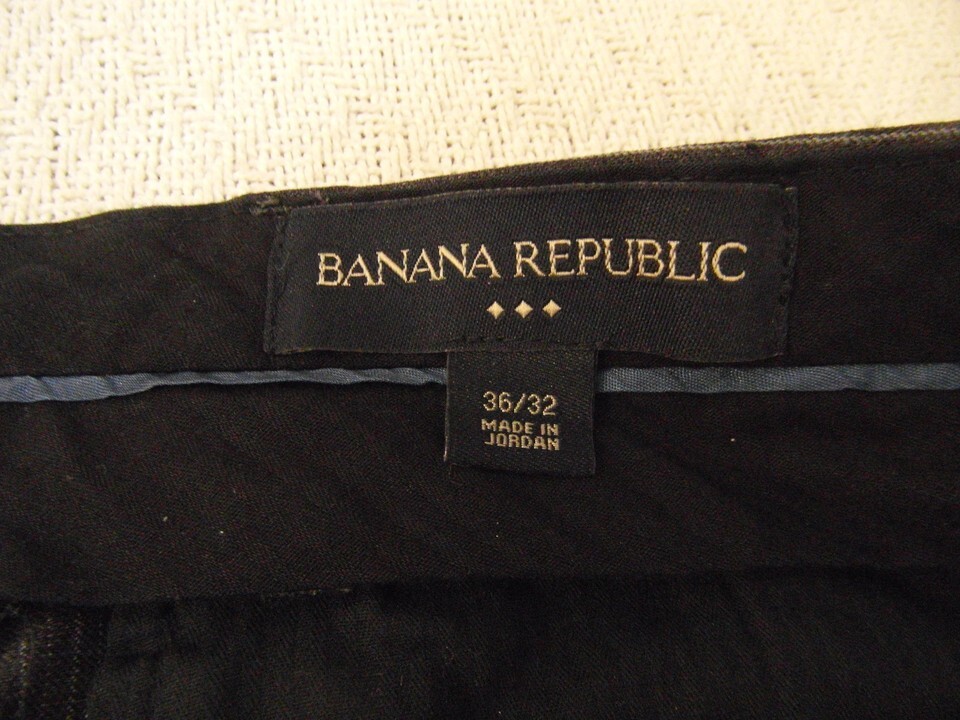 BANANA REPUBLIC
36/32
MADE IN
JORDAN